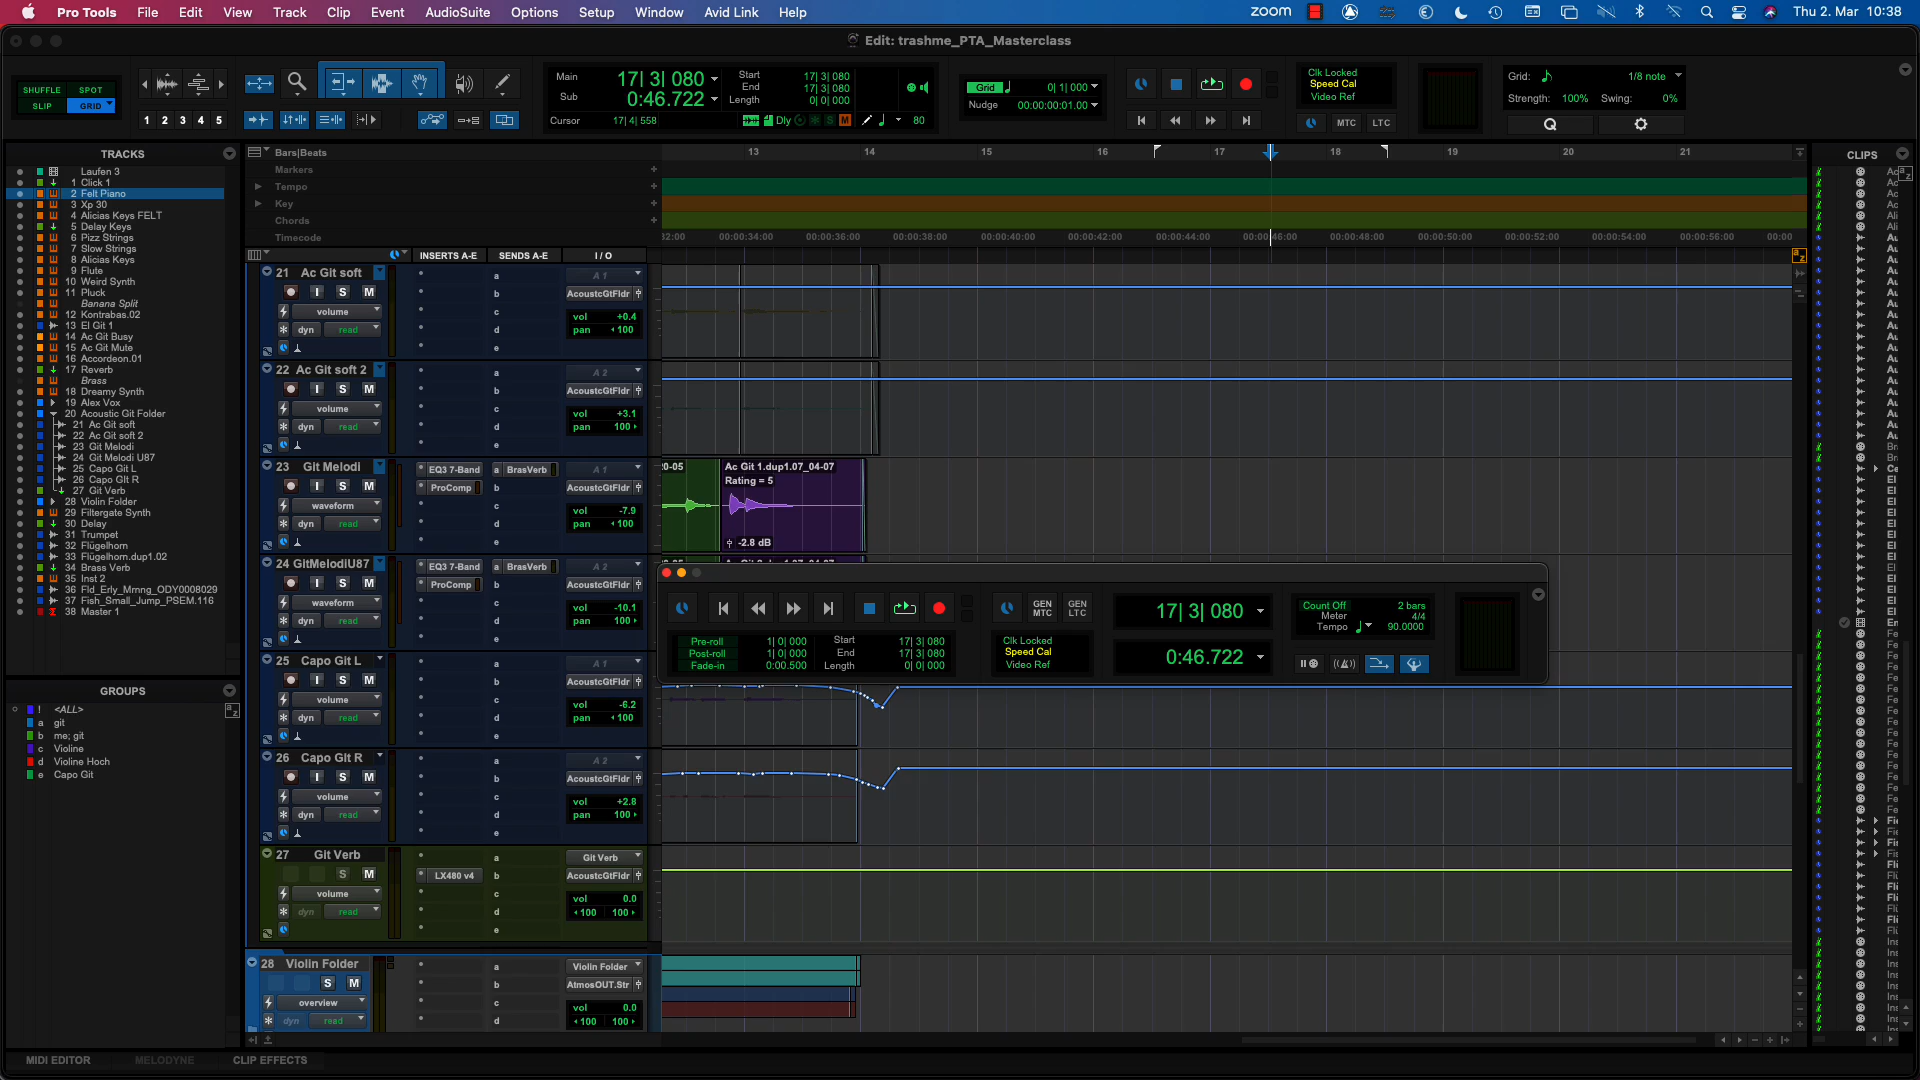 Pro Tools File Edit View Track Clip Event AudioSuite Options Setup Window Avid Link Help zoom Thu 2. Mar 10:38
Edit: trashme_PTA_Masterclass
SHUFFLE SPOT
SLIP GRID
1 2 3 4 5
Main 17| 3| 080
Sub 0:46.722
Start 17| 3| 080
End 17| 3| 080
Length 0| 0| 000
Cursor 17| 4| 558 Dly S M 80
Grid 0| 1| 000
Nudge 00:00:00:01.00
Clk Locked
Speed Cal
Video Ref
MTC LTC
Grid: 1/8 note
Strength: 100% Swing: 0%
Q
TRACKS
Laufen 3
1 Click 1
2 Felt Piano
3 Xp 30
4 Alicias Keys FELT
5 Delay Keys
6 Pizz Strings
7 Slow Strings
8 Alicias Keys
9 Flute
10 Weird Synth
11 Pluck
Banana Split
12 Kontrabas.02
13 El Git 1
14 Ac Git Busy
15 Ac Git Mute
16 Accordeon.01
17 Reverb
Brass
18 Dreamy Synth
19 Alex Vox
20 Acoustic Git Folder
21 Ac Git soft
22 Ac Git soft 2
23 Git Melodi
24 Git Melodi U87
25 Capo Git L
26 Capo GIt R
27 Git Verb
28 Violin Folder
29 Filtergate Synth
30 Delay
31 Trumpet
32 Flügelhorn
33 Flügelhorn.dup1.02
34 Brass Verb
35 Inst 2
36 Fld_Erly_Mrnng_ODY0008029
37 Fish_Small_Jump_PSEM.116
38 Master 1
GROUPS
! <ALL>
a git
b me; git
c Violine
d Violine Hoch
e Capo Git
Bars|Beats 13 14 15 16 17 18 19 20 21
Markers
Tempo
Key
Chords
Timecode
32:00 00:00:34:00 00:00:36:00 00:00:38:00 00:00:40:00 00:00:42:00 00:00:44:00 00:00:46:00 00:00:48:00 00:00:50:00 00:00:52:00 00:00:54:00 00:00:56:00 00:00
INSERTS A-E SENDS A-E I / O
21 Ac Git soft a A 1
I S M b AcoustcGtFldr
volume c vol +0.4
dyn read d pan 100
e
22 Ac Git soft 2 a A 2
I S M b AcoustcGtFldr
volume c vol +3.1
dyn read d pan 100
e
23 Git Melodi EQ3 7-Band a BrasVerb A 1
I S M ProComp b AcoustcGtFldr
waveform c vol -7.9
dyn read d pan 100
e
20-05 Ac Git 1.dup1.07_04-07
Rating = 5
-2.8 dB
24 GitMelodiU87 EQ3 7-Band a BrasVerb A 2
I S M ProComp b AcoustcGtFldr
waveform c vol -10.1
dyn read d pan 100
e
25 Capo Git L a A 1
I S M b AcoustcGtFldr
volume c vol -6.2
dyn read d pan 100
e
26 Capo GIt R a A 2
I S M b AcoustcGtFldr
volume c vol +2.8
dyn read d pan 100
e
27 Git Verb a Git Verb
S M LX480 v4 b AcoustcGtFldr
volume c vol 0.0
dyn read d 100 100
e
28 Violin Folder a Violin Folder
S M b AtmosOUT.Str
overview c vol 0.0
dyn read d 100 100
GEN MTC GEN LTC
17| 3| 080
0:46.722
Pre-roll 1| 0| 000
Post-roll 1| 0| 000
Fade-in 0:00.500
Start 17| 3| 080
End 17| 3| 080
Length 0| 0| 000
Clk Locked
Speed Cal
Video Ref
Count Off 2 bars
Meter 4/4
Tempo 90.0000
CLIPS
MIDI EDITOR MELODYNE CLIP EFFECTS